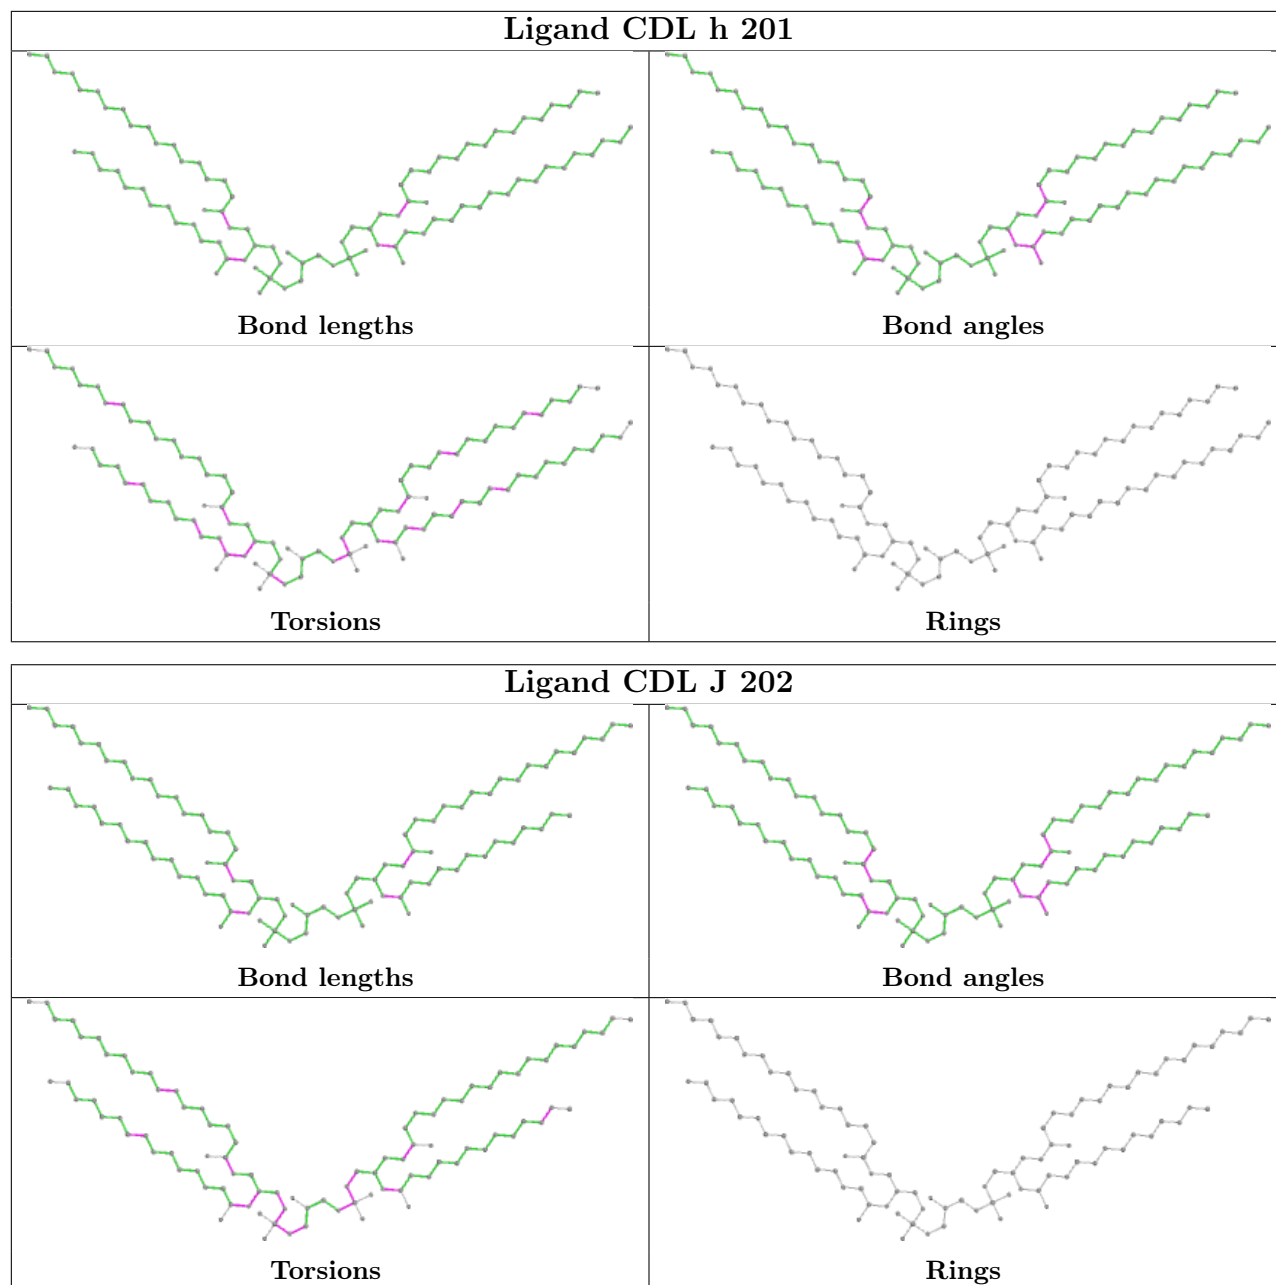 Ligand CDL h 201
Bond lengths
Bond angles
Torsions
Rings
Ligand CDL J 202
Bond lengths
Bond angles
Torsions
Rings